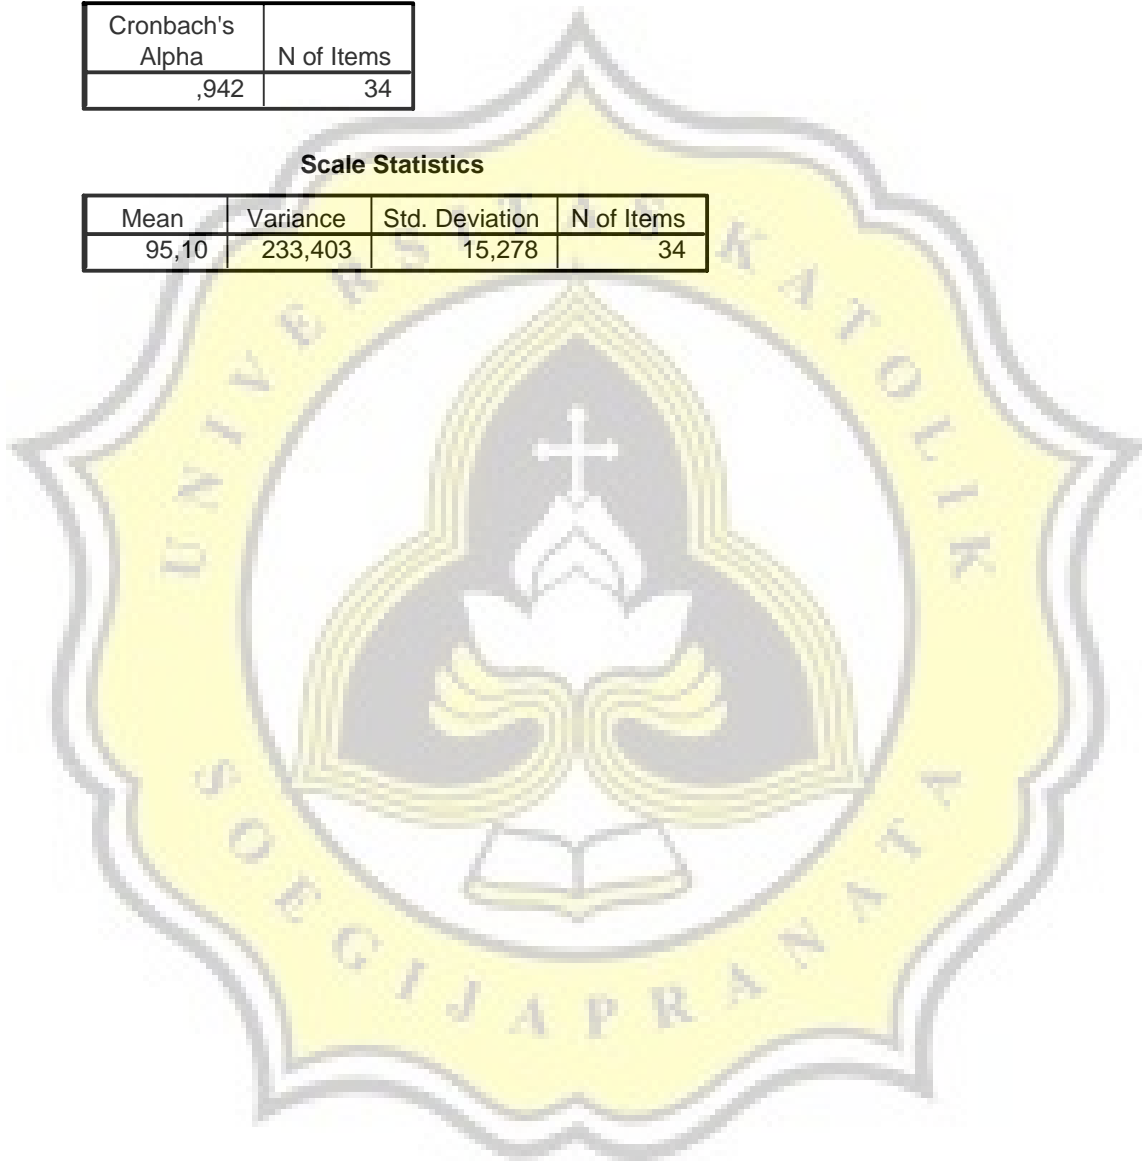 Cronbach's
Alpha N of Items
,942 34
Scale Statistics
Mean Variance Std. Deviation N of Items
95,10 233,403 15,278 34
UNIVERSITAS KATOLIK
SOEGIJAPRANATA